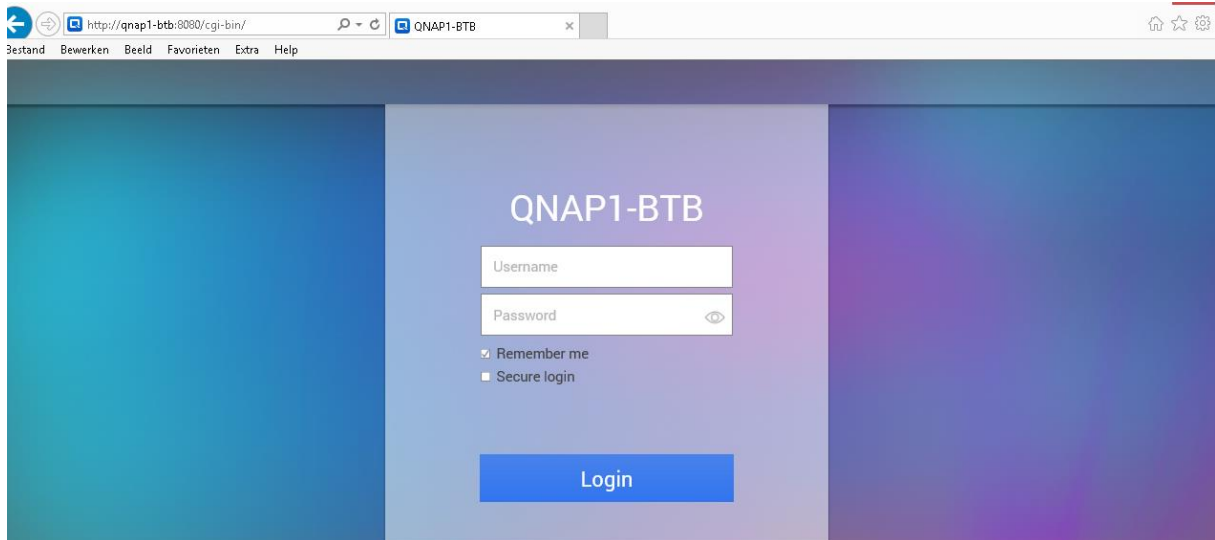 http://qnap1-btb:8080/cgi-bin/ QNAP1-BTB
Bestand Bewerken Beeld Favorieten Extra Help
QNAP1-BTB
Username
Password
Remember me
Secure login
Login